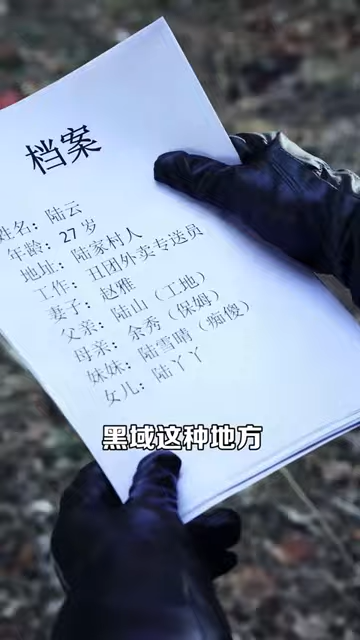 档案
姓名：陆云
年龄：27 岁
地址：陆家村人
工作：丑团外卖专送员
妻子：赵雅
父亲：陆山（工地）
母亲：余秀（保姆）
妹妹：陆雪晴（痴傻）
女儿：陆丫丫
黑域这种地方